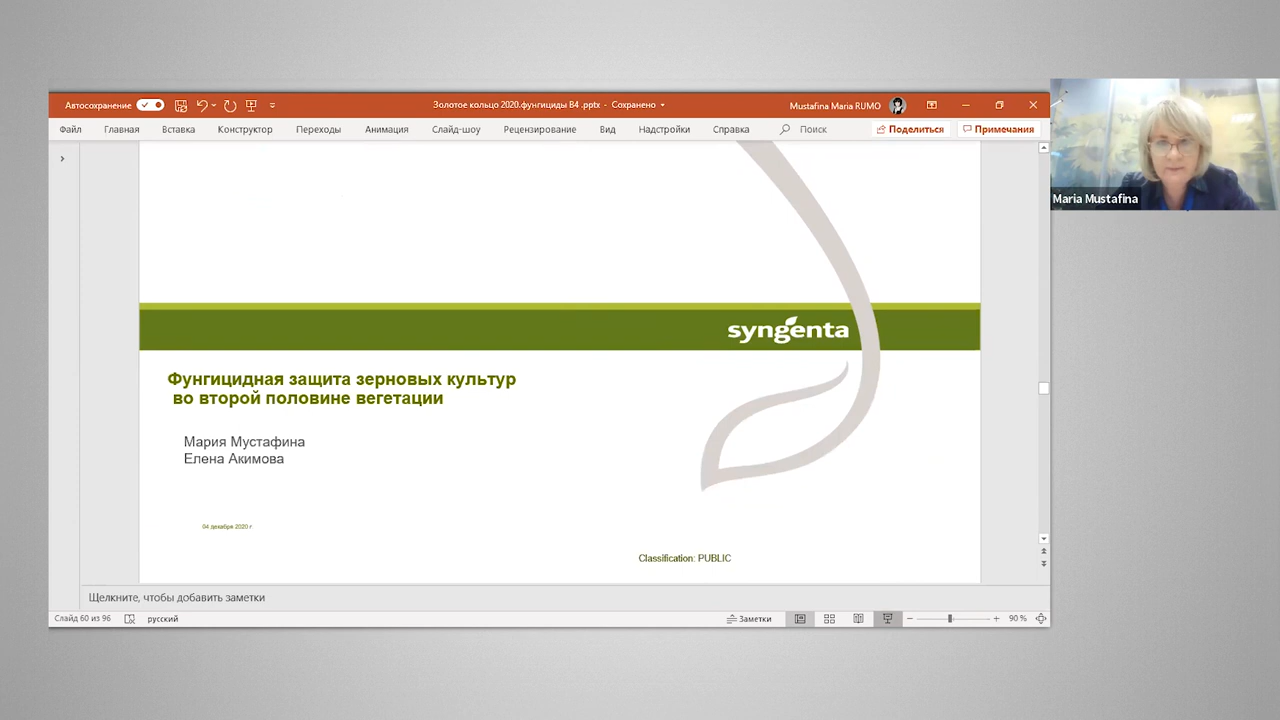 Автосохранение
Золотое кольцо 2020.фунгициды В4 .pptx - Сохранено
Mustafina Maria RUMO
Файл Главная Вставка Конструктор Переходы Анимация Слайд-шоу Рецензирование Вид Надстройки Справка Поиск Поделиться Примечания
Maria Mustafina
syngenta
Фунгицидная защита зерновых культур
во второй половине вегетации
Мария Мустафина
Елена Акимова
04 декабря 2020 г
Classification: PUBLIC
Щелкните, чтобы добавить заметки
Слайд 60 из 96 русский Заметки 90 %